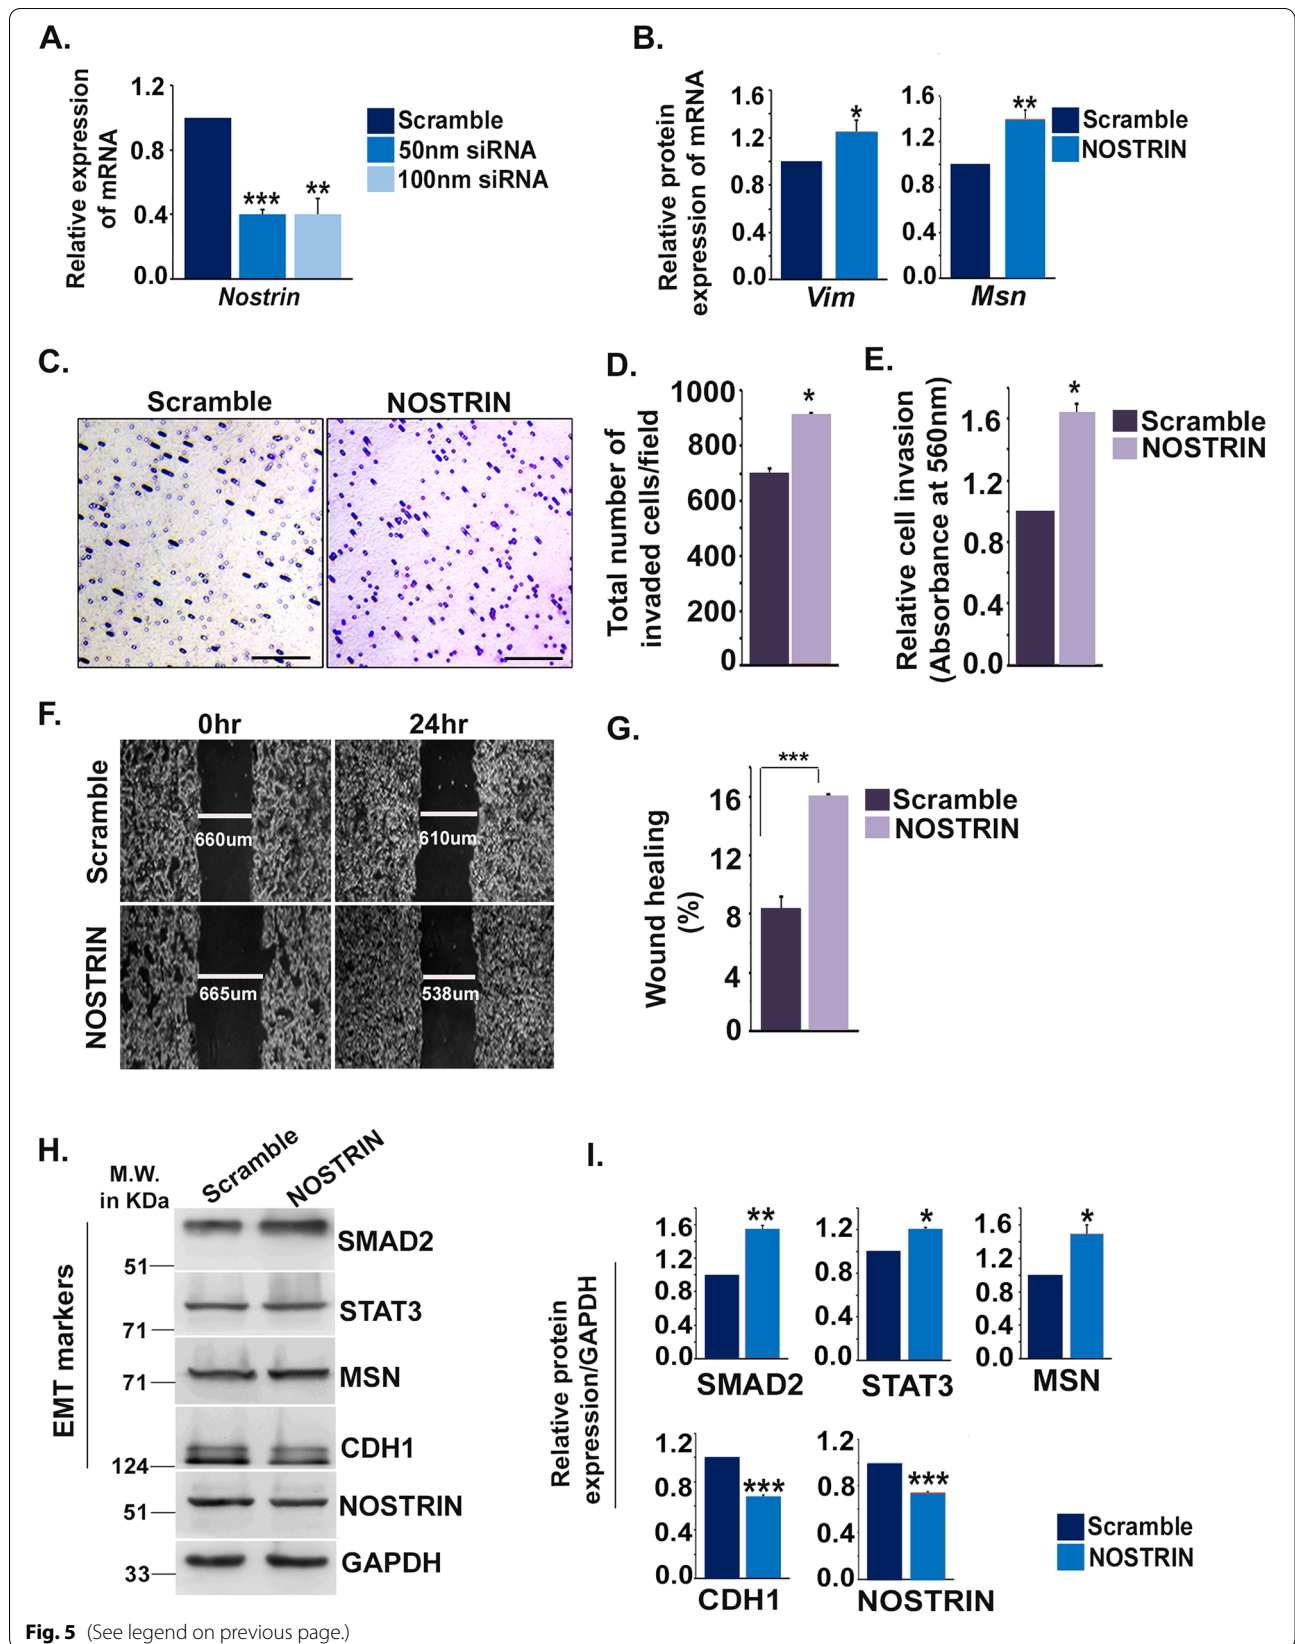 A.
Relative expression
of mRNA
1.2
0.8
0.4
0.0
***
**
Nostrin
Scramble
50nm siRNA
100nm siRNA
B.
Relative protein
expression of mRNA
1.6
1.2
0.8
0.4
0.0
*
Vim
1.6
1.2
0.8
0.4
0.0
**
Msn
Scramble
NOSTRIN
C.
Scramble
NOSTRIN
D.
Total number of
invaded cells/field
1000
800
600
400
200
0
*
E.
Relative cell invasion
(Absorbance at 560nm)
1.6
1.2
0.8
0.4
0.0
*
Scramble
NOSTRIN
F.
0hr
24hr
Scramble
660um
610um
NOSTRIN
665um
538um
G.
Wound healing
(%)
16
12
8
4
0
***
Scramble
NOSTRIN
H.
M.W.
in KDa
Scramble
NOSTRIN
EMT markers
51
SMAD2
71
STAT3
71
MSN
124
CDH1
51
NOSTRIN
33
GAPDH
I.
Relative protein
expression/GAPDH
1.6
1.2
0.8
0.4
0.0
**
SMAD2
1.2
0.8
0.4
0.0
*
STAT3
1.6
1.2
0.8
0.4
0.0
*
MSN
1.2
0.8
0.4
0.0
***
CDH1
1.2
0.8
0.4
0.0
***
NOSTRIN
Scramble
NOSTRIN
Fig. 5 (See legend on previous page.)